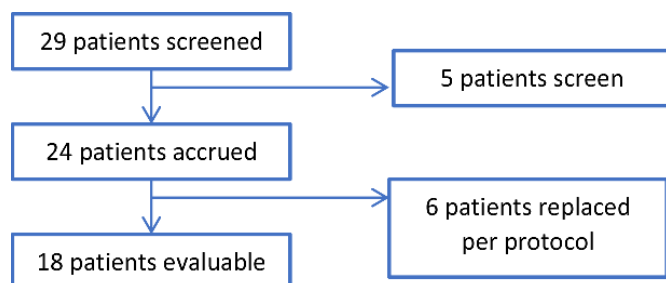 29 patients screened
5 patients screen
24 patients accrued
6 patients replaced
per protocol
18 patients evaluable